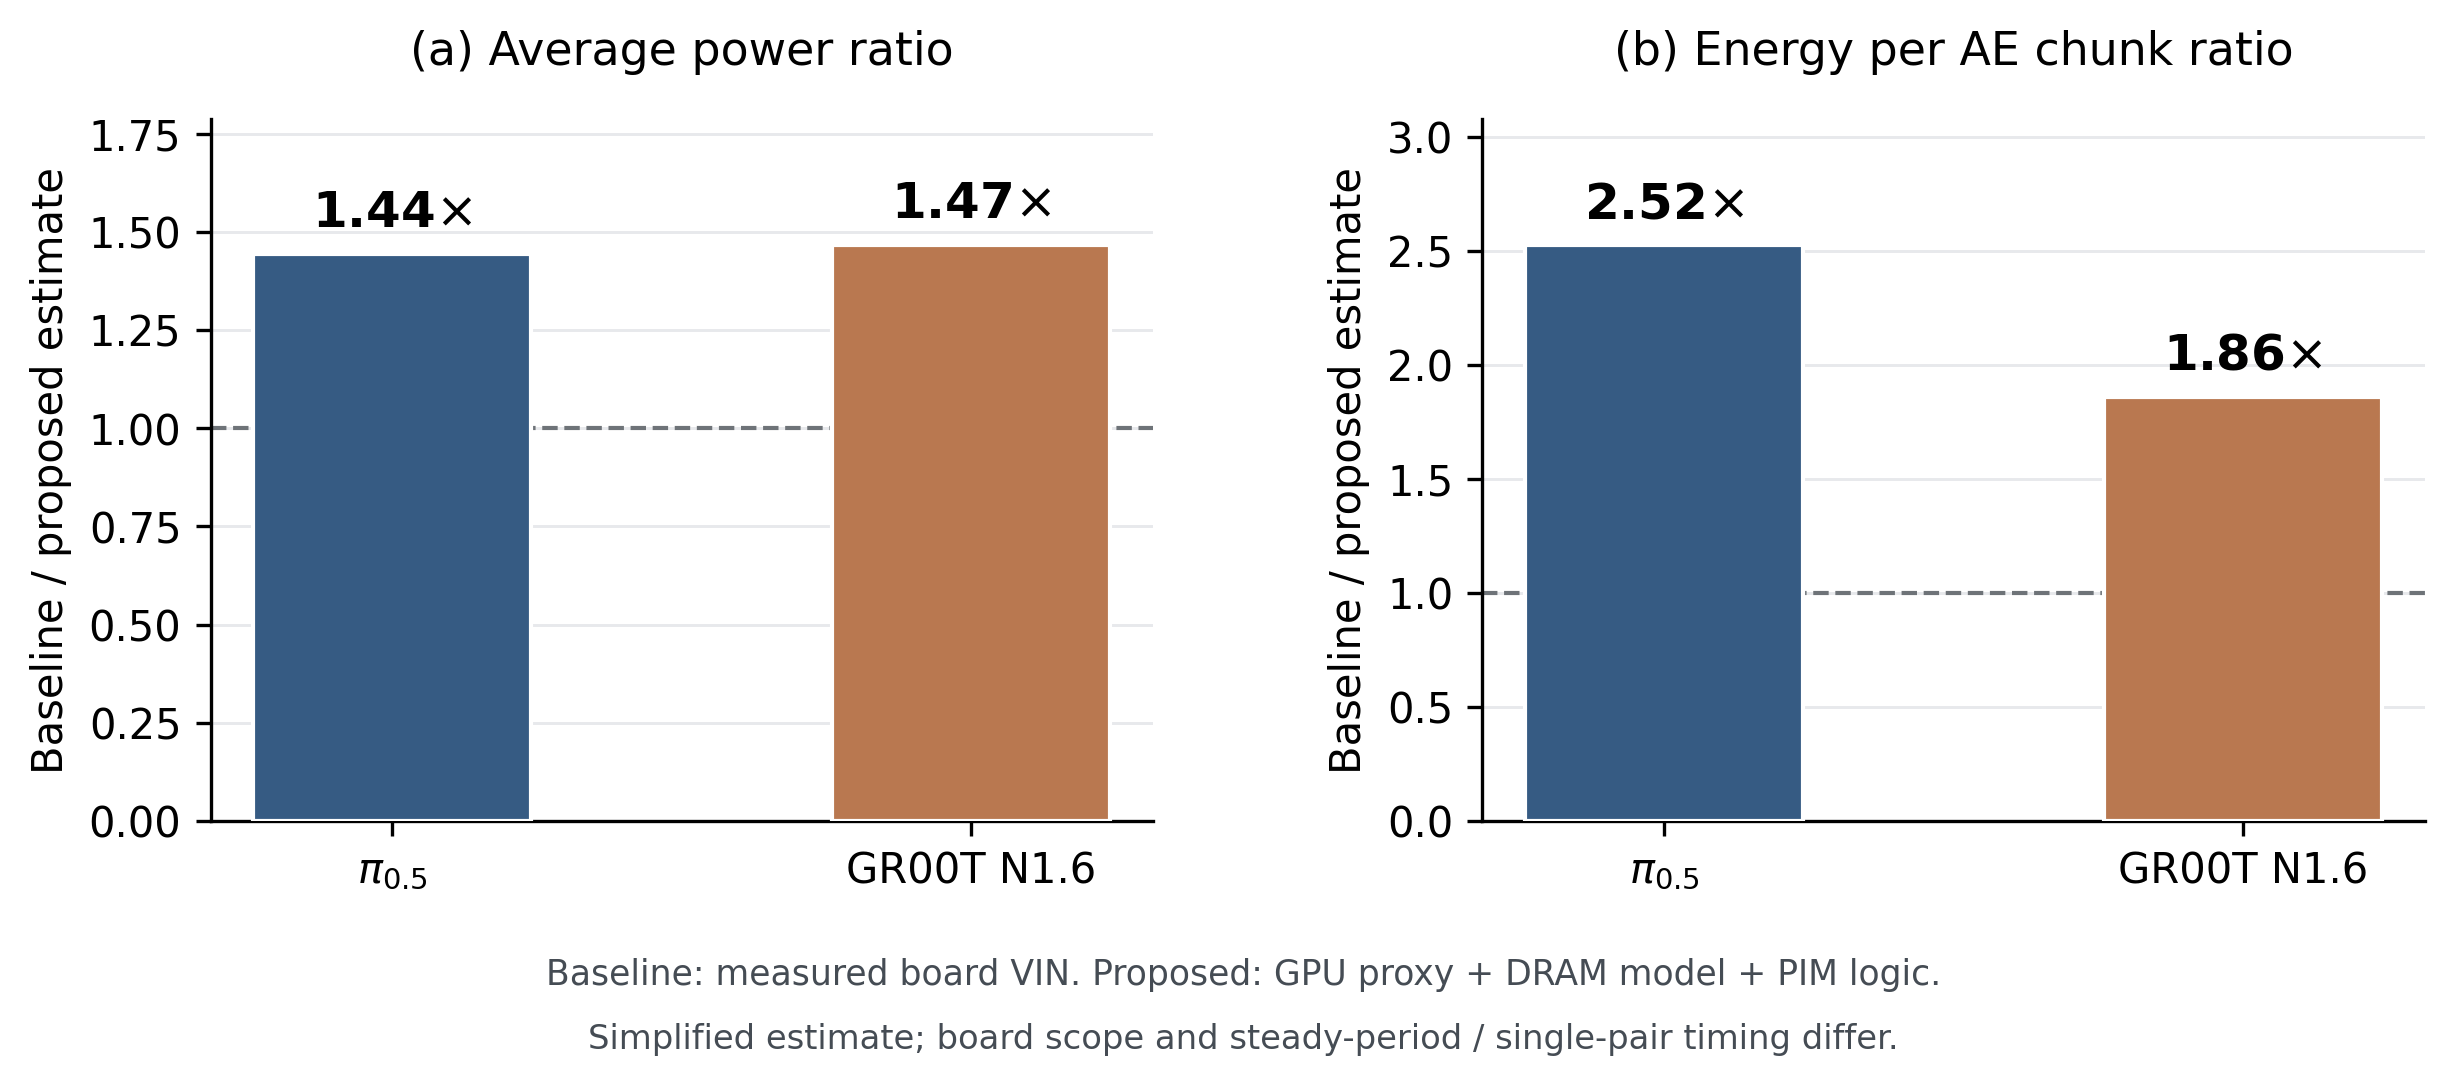 (a) Average power ratio
Baseline / proposed estimate
1.75
1.50
1.25
1.00
0.75
0.50
0.25
0.00
1.44×
1.47×
π0.5
GR00T N1.6
(b) Energy per AE chunk ratio
Baseline / proposed estimate
3.0
2.5
2.0
1.5
1.0
0.5
0.0
2.52×
1.86×
π0.5
GR00T N1.6
Baseline: measured board VIN. Proposed: GPU proxy + DRAM model + PIM logic.
Simplified estimate; board scope and steady-period / single-pair timing differ.